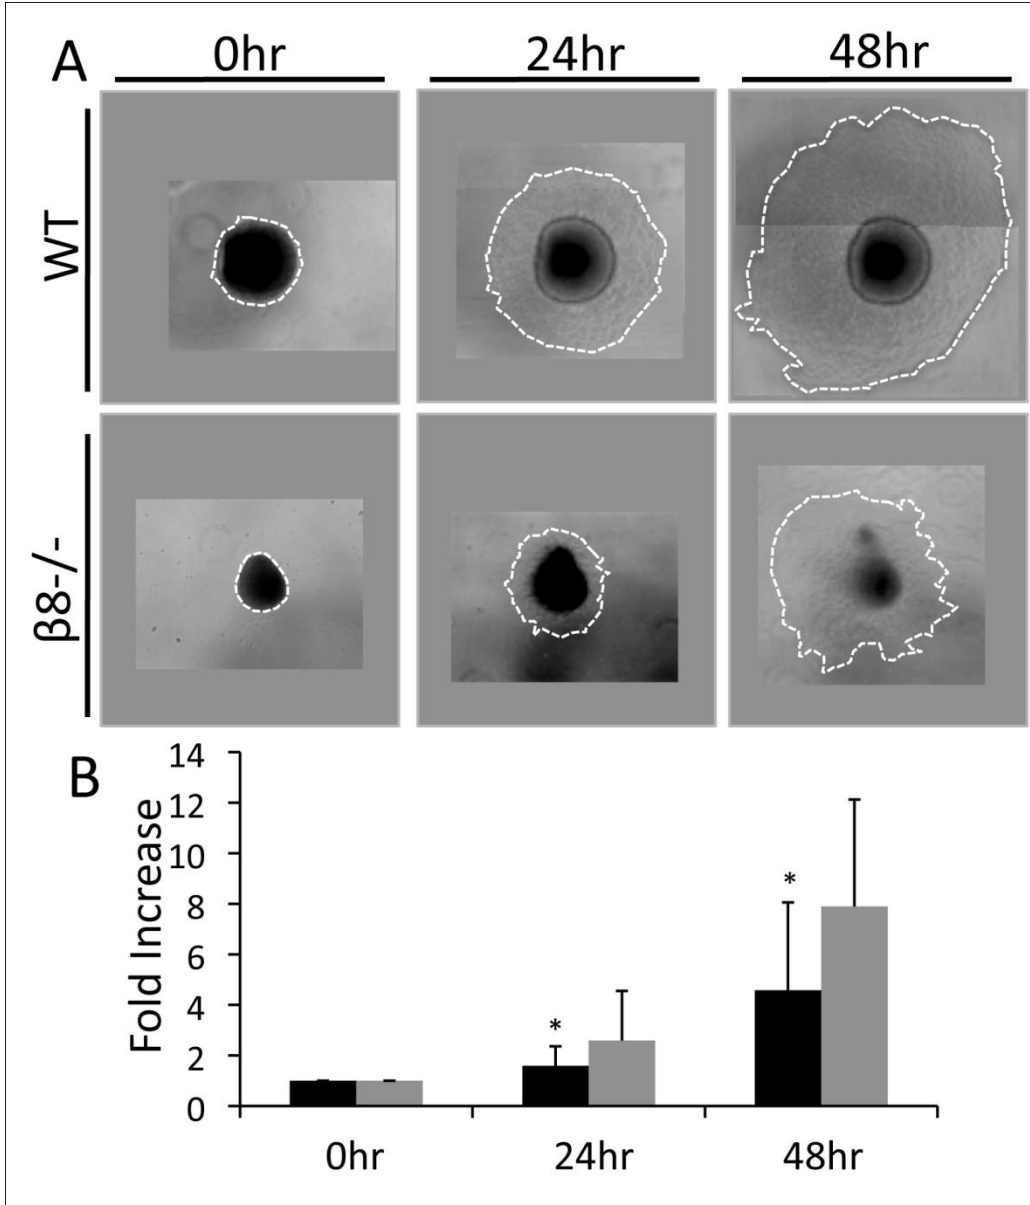 A
0hr
24hr
48hr
WT
β8-/-
B
Fold Increase
14
12
10
8
6
4
2
0
*
*
0hr
24hr
48hr